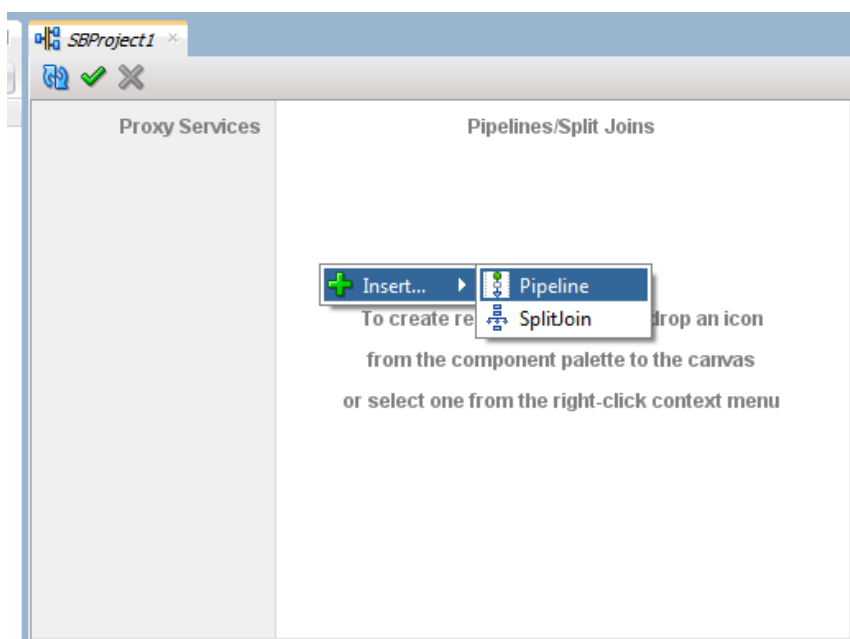 SBProject1
Proxy Services
Pipelines/Split Joins
Insert...
Pipeline
SplitJoin
To create re drop an icon
from the component palette to the canvas
or select one from the right-click context menu